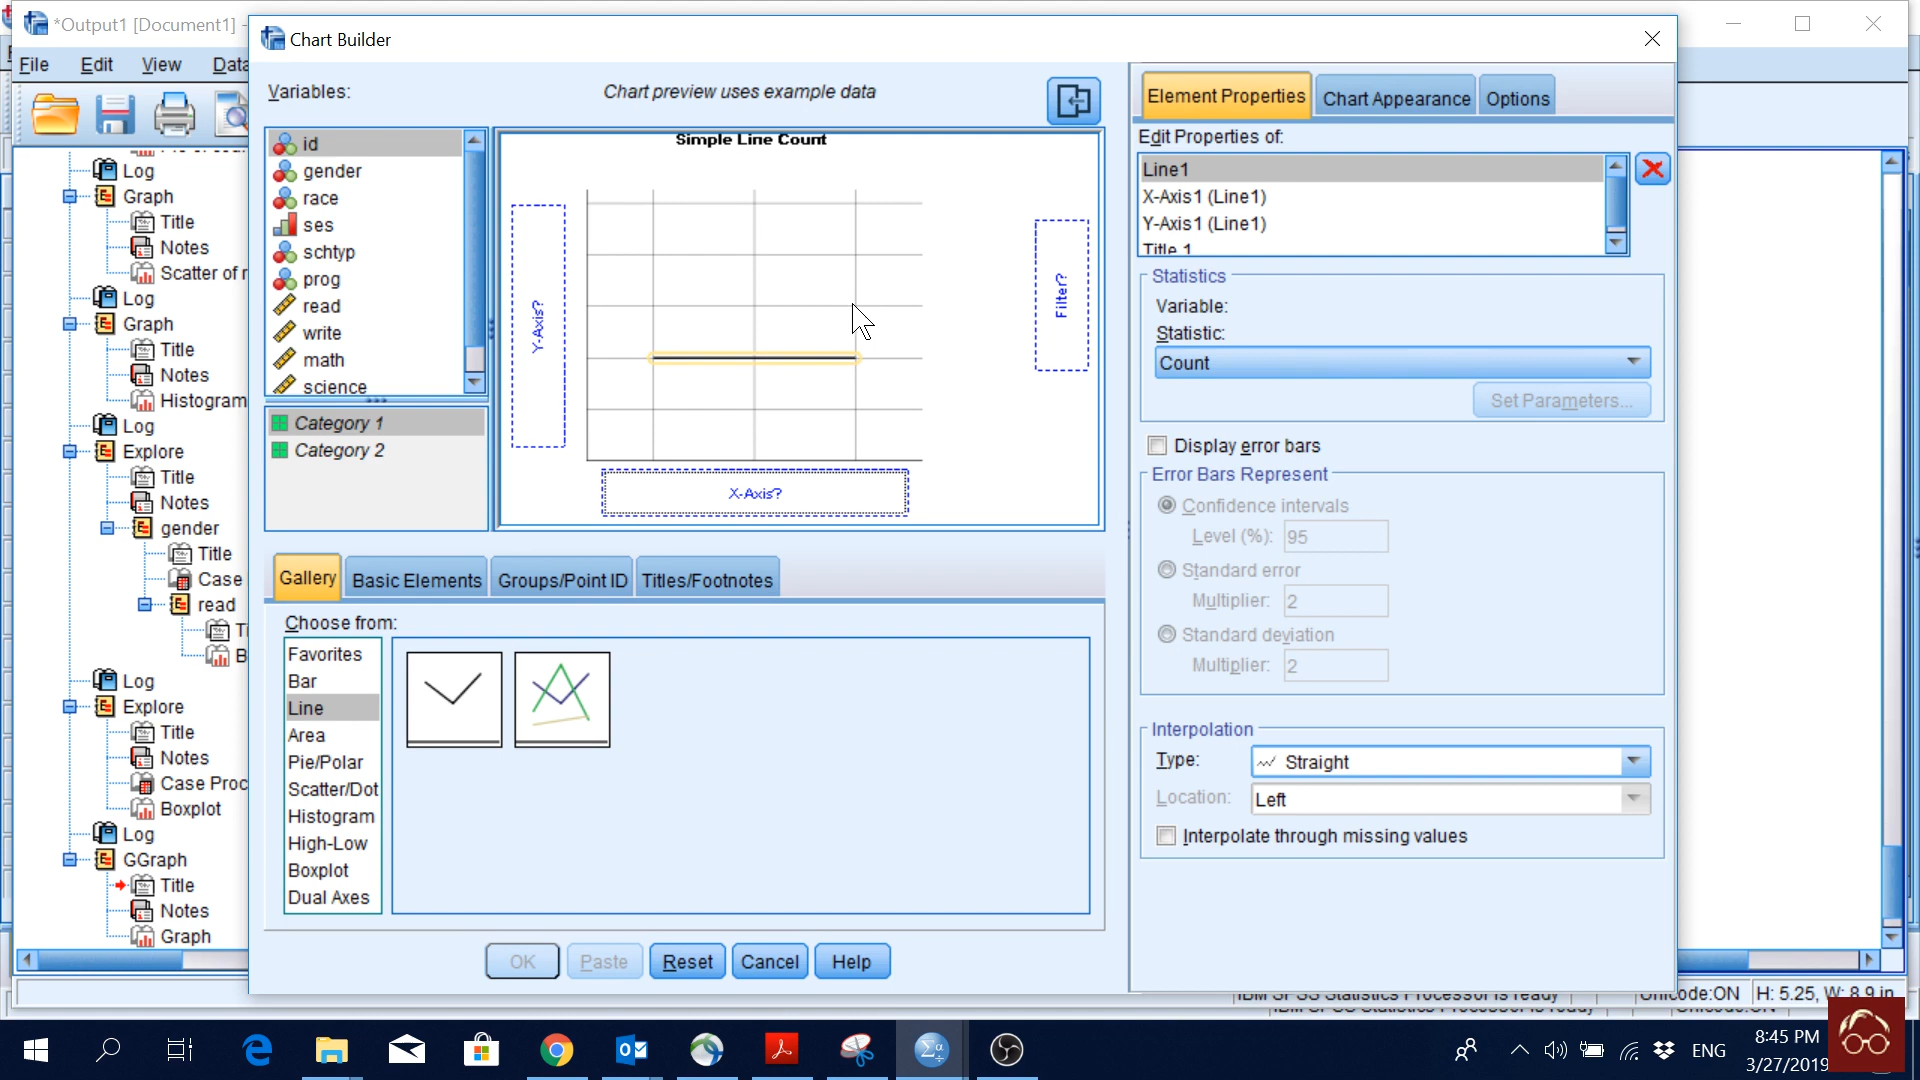 *Output1 [Document1] -
File Edit View Data
Log
Graph
Title
Notes
Scatter of r
Log
Graph
Title
Notes
Histogram
Log
Explore
Title
Notes
gender
Title
Case
read
Log
Explore
Title
Notes
Case Proc
Boxplot
Log
GGraph
Title
Notes
Graph
Chart Builder
Variables:
Chart preview uses example data
id
gender
race
ses
schtyp
prog
read
write
math
science
Category 1
Category 2
Simple Line Count
Y-Axis?
Filter?
X-Axis?
Gallery Basic Elements Groups/Point ID Titles/Footnotes
Choose from:
Favorites
Bar
Line
Area
Pie/Polar
Scatter/Dot
Histogram
High-Low
Boxplot
Dual Axes
OK Paste Reset Cancel Help
Element Properties Chart Appearance Options
Edit Properties of:
Line1
X-Axis1 (Line1)
Y-Axis1 (Line1)
Title 1
Statistics
Variable:
Statistic:
Count
Set Parameters...
Display error bars
Error Bars Represent
Confidence intervals
Level (%): 95
Standard error
Multiplier: 2
Standard deviation
Multiplier: 2
Interpolation
Type: Straight
Location: Left
Interpolate through missing values
IBM SPSS Statistics Processor is ready Unicode:ON H: 5.25, W: 8.9 in
ENG
8:45 PM
3/27/2019